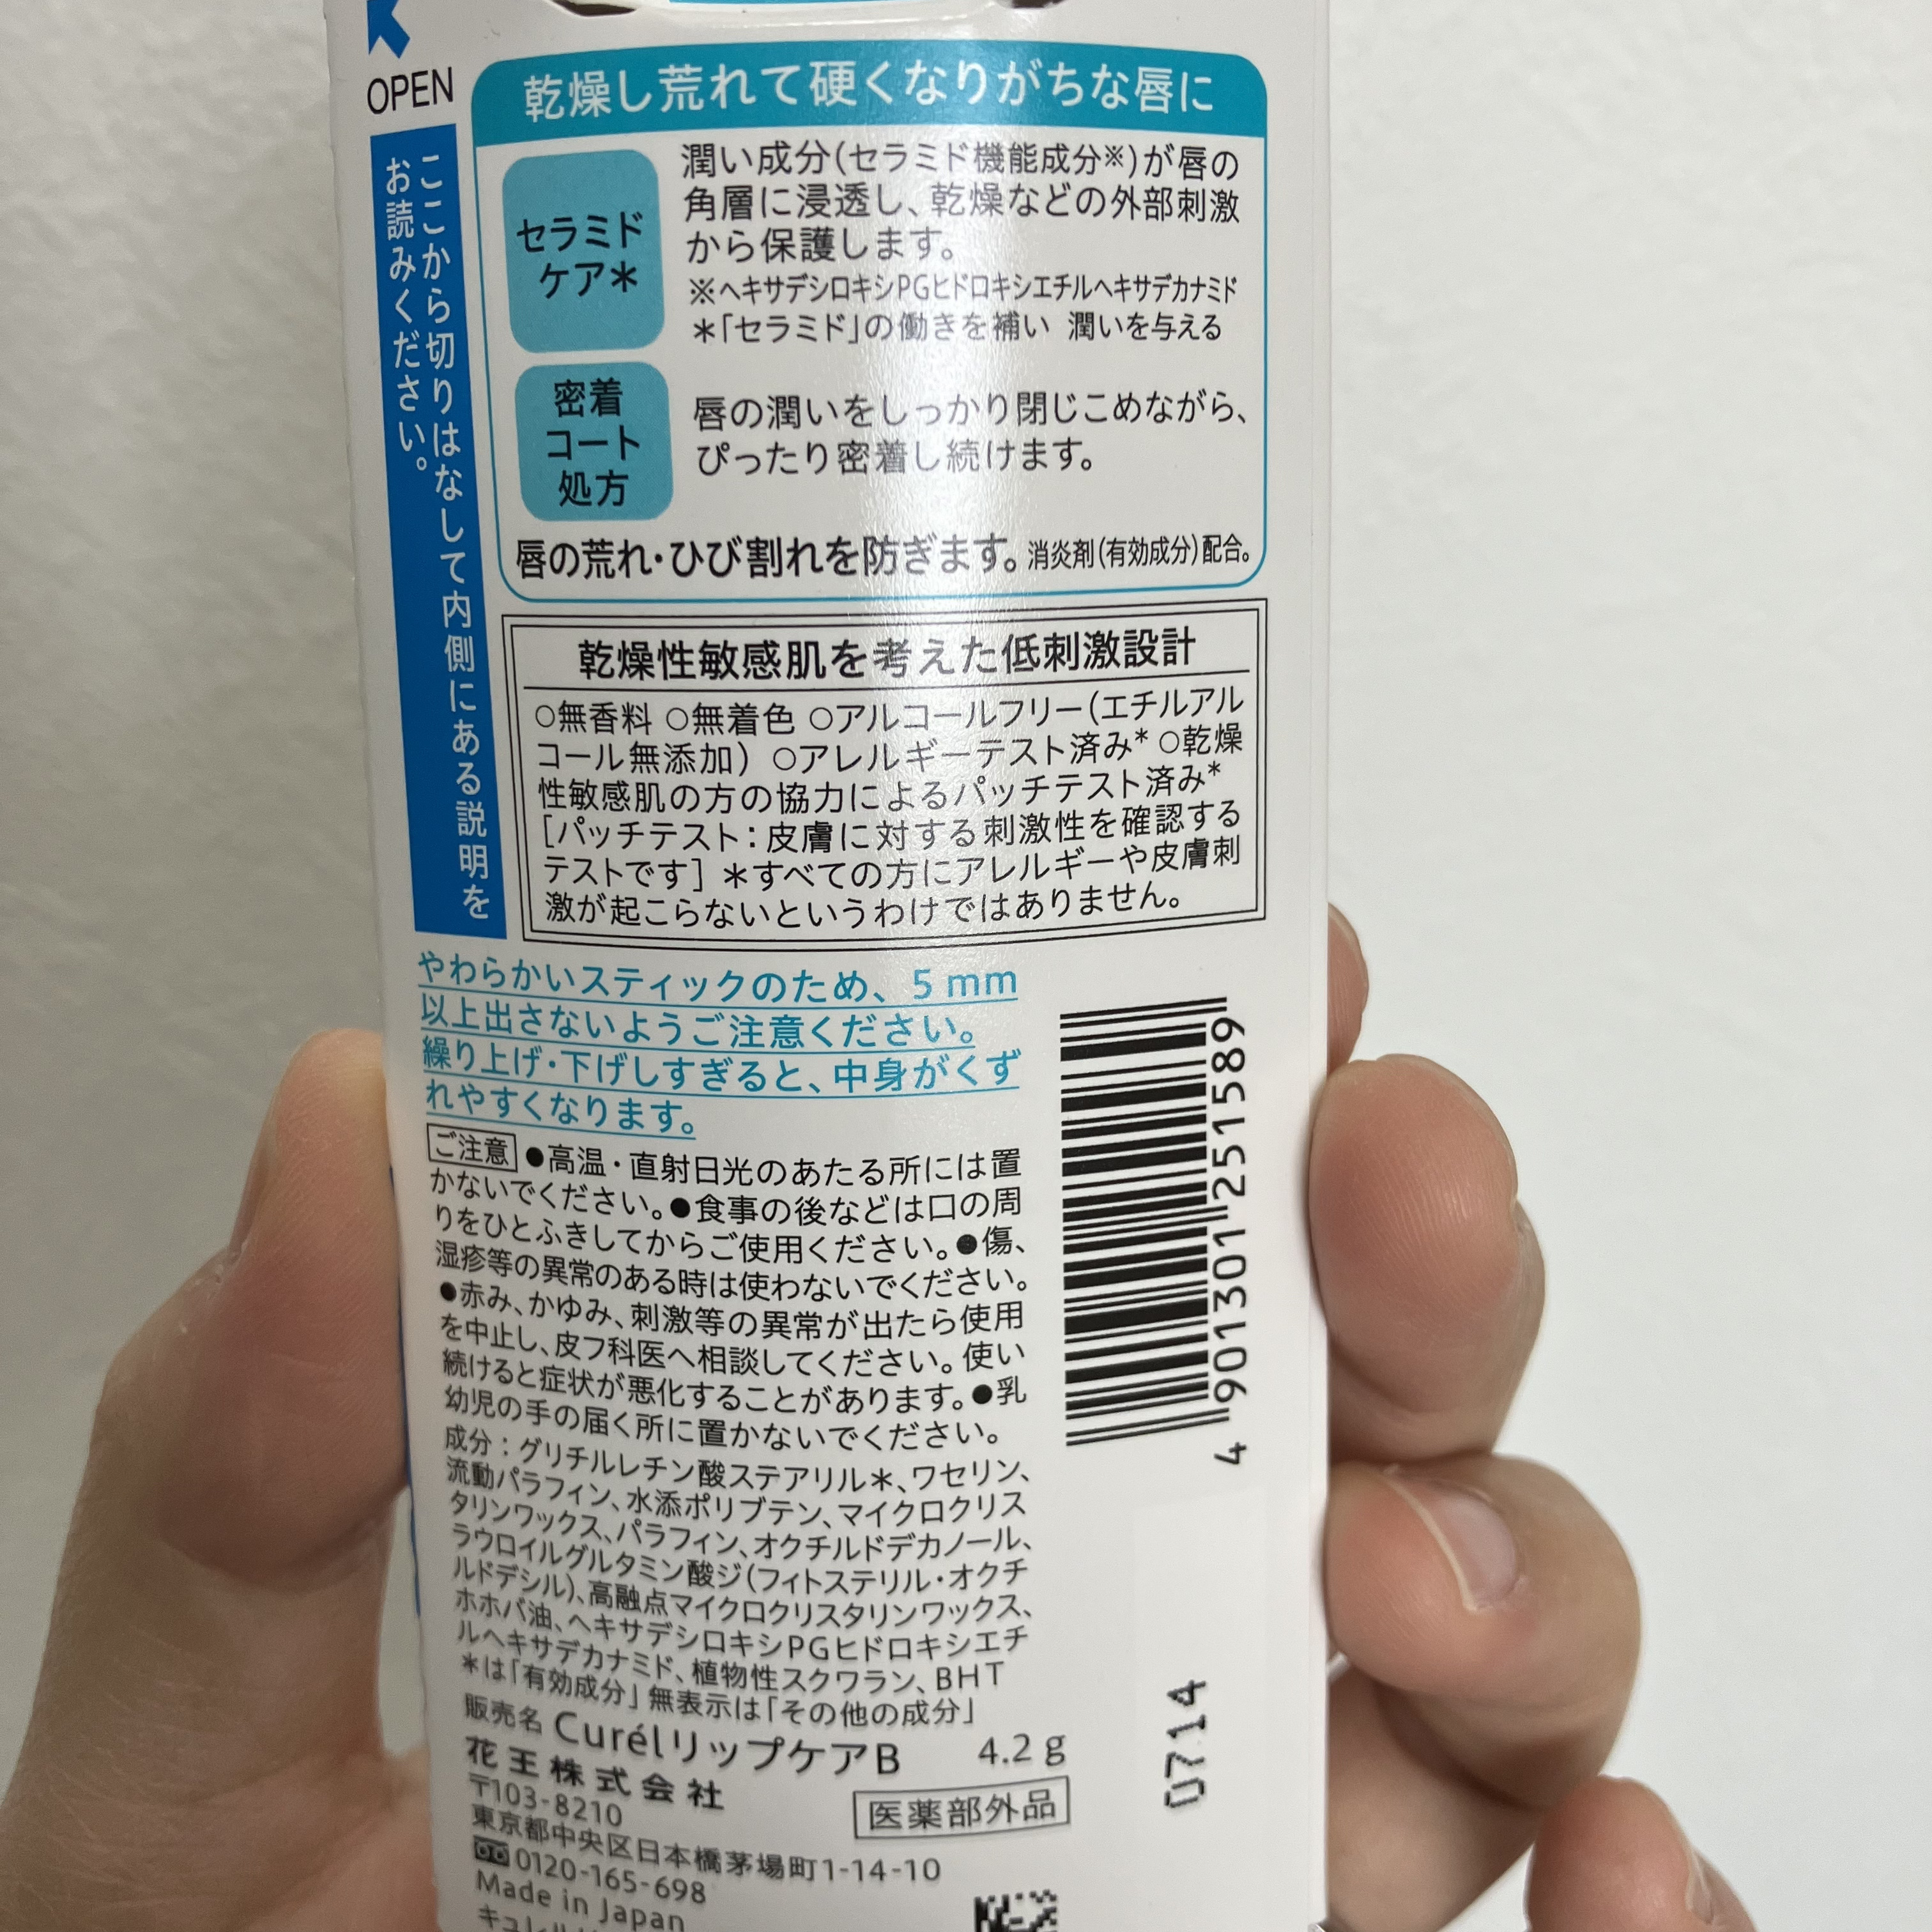 OPEN
ここから切りはなして内側にある説明を
お読みください。
乾燥し荒れて硬くなりがちな唇に
セラミド
ケア＊
潤い成分(セラミド機能成分※)が唇の
角層に浸透し、乾燥などの外部刺激
から保護します。
※ヘキサデシロキシPGヒドロキシエチルヘキサデカナミド
＊「セラミド」の働きを補い 潤いを与える
密着
コート
処方
唇の潤いをしっかり閉じこめながら、
ぴったり密着し続けます。
唇の荒れ・ひび割れを防ぎます。消炎剤(有効成分)配合。
乾燥性敏感肌を考えた低刺激設計
○無香料 ○無着色 ○アルコールフリー(エチルアル
コール無添加) ○アレルギーテスト済み* ○乾燥
性敏感肌の方の協力によるパッチテスト済み*
[パッチテスト：皮膚に対する刺激性を確認する
テストです] ＊すべての方にアレルギーや皮膚刺
激が起こらないというわけではありません。
やわらかいスティックのため、5 mm
以上出さないようご注意ください。
繰り上げ・下げしすぎると、中身がくず
れやすくなります。
ご注意 ●高温・直射日光のあたる所には置
かないでください。●食事の後などは口の周
りをひとふきしてからご使用ください。●傷、
湿疹等の異常のある時は使わないでください。
●赤み、かゆみ、刺激等の異常が出たら使用
を中止し、皮フ科医へ相談してください。使い
続けると症状が悪化することがあります。●乳
幼児の手の届く所に置かないでください。
成分：グリチルレチン酸ステアリル＊、ワセリン、
流動パラフィン、水添ポリブテン、マイクロクリス
タリンワックス、パラフィン、オクチルドデカノール、
ラウロイルグルタミン酸ジ(フィトステリル・オクチ
ルドデシル)、高融点マイクロクリスタリンワックス、
ホホバ油、ヘキサデシロキシPGヒドロキシエチ
ルヘキサデカナミド、植物性スクワラン、BHT
＊は「有効成分」無表示は「その他の成分」
販売名 CurélリップケアB 4.2 g
花王株式会社
〒103-8210
医薬部外品
東京都中央区日本橋茅場町1-14-10
0120-165-698
Made in Japan
キュレル
4 901301 251589
0714